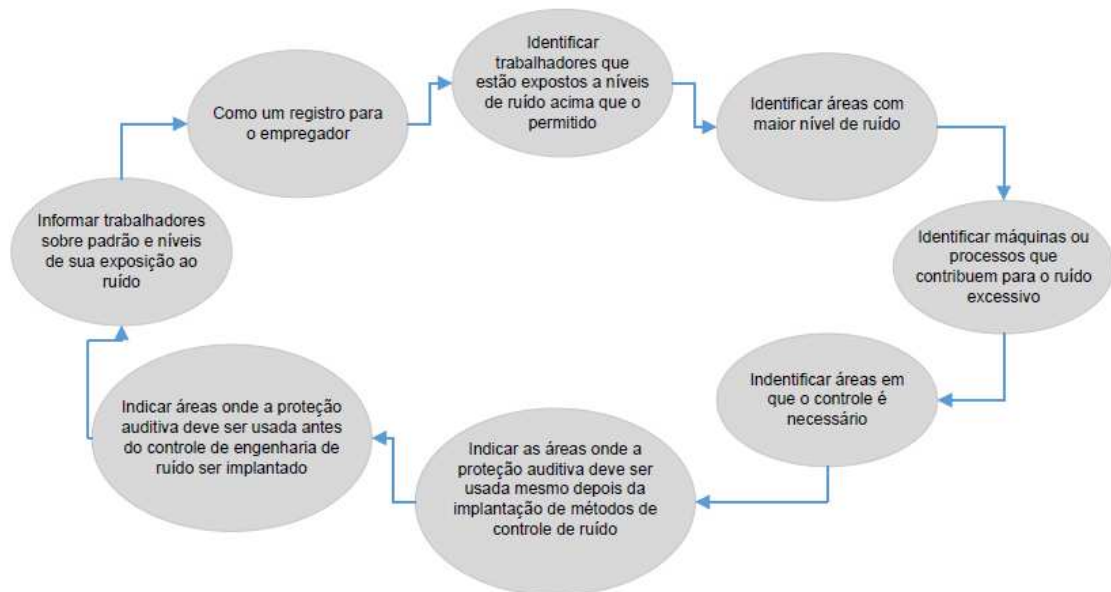 Identificar
trabalhadores que
estão expostos a níveis
de ruído acima que o
permitido
Identificar áreas com
maior nível de ruído
Identificar máquinas ou
processos que
contribuem para o ruído
excessivo
Indentificar áreas em
que o controle é
necessário
Indicar as áreas onde a
proteção auditiva deve ser
usada mesmo depois da
implantação de métodos de
controle de ruído
Indicar áreas onde a proteção
auditiva deve ser usada antes
do controle de engenharia de
ruído ser implantado
Informar trabalhadores
sobre padrão e níveis
de sua exposição ao
ruído
Como um registro para
o empregador